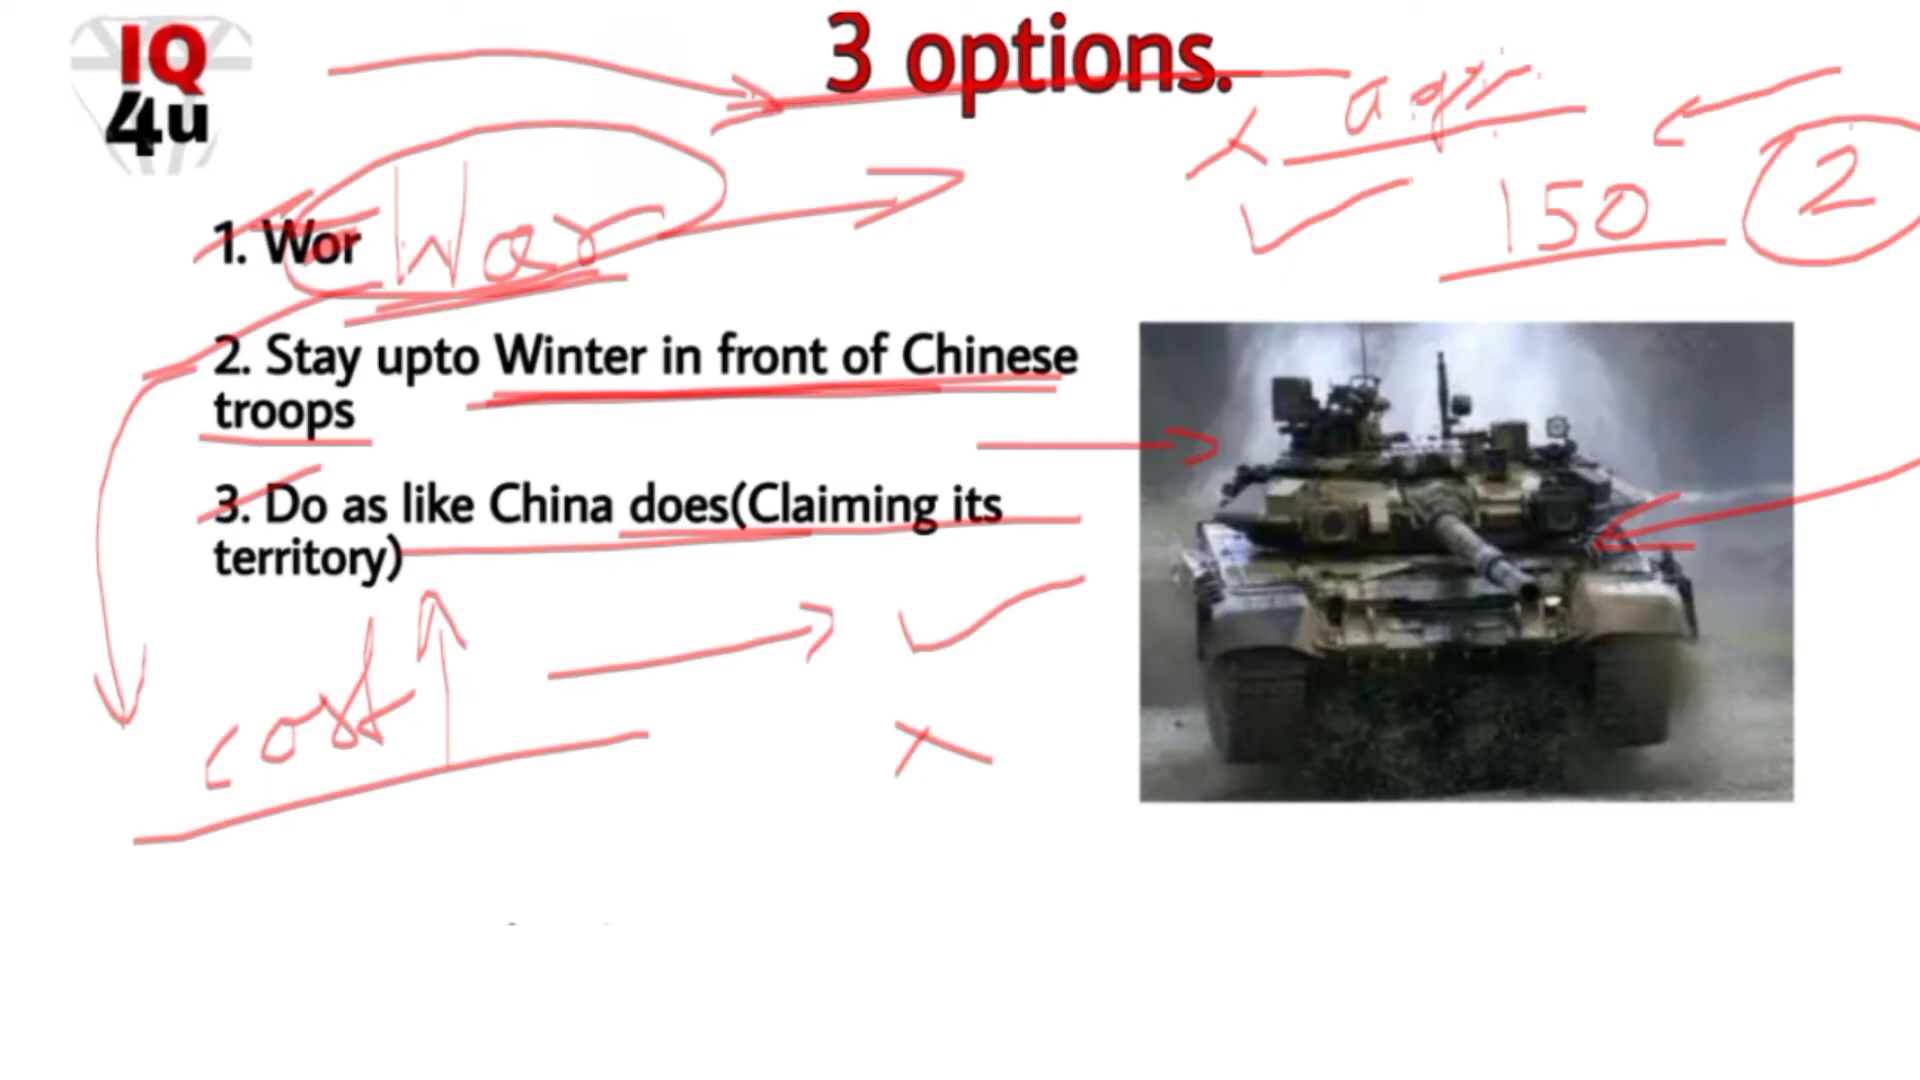 IQ
4u
3 options.
agr
150
2
1. Wor
War
2. Stay upto Winter in front of Chinese
troops
3. Do as like China does(Claiming its
territory)
cost